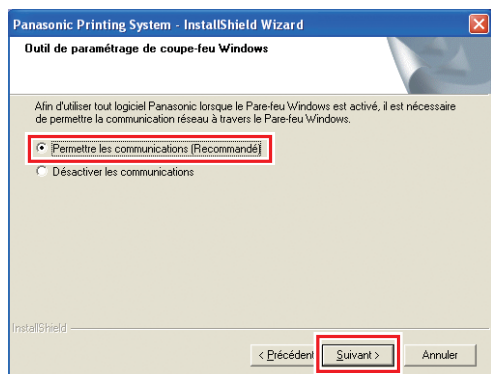 Panasonic Printing System - InstallShield Wizard
Outil de paramétrage de coupe-feu Windows
Afin d'utiliser tout logiciel Panasonic lorsque le Pare-feu Windows est activé, il est nécessaire
de permettre la communication réseau à travers le Pare-feu Windows.
Permettre les communications (Recommandé)
Désactiver les communications
InstallShield
< Précédent Suivant > Annuler